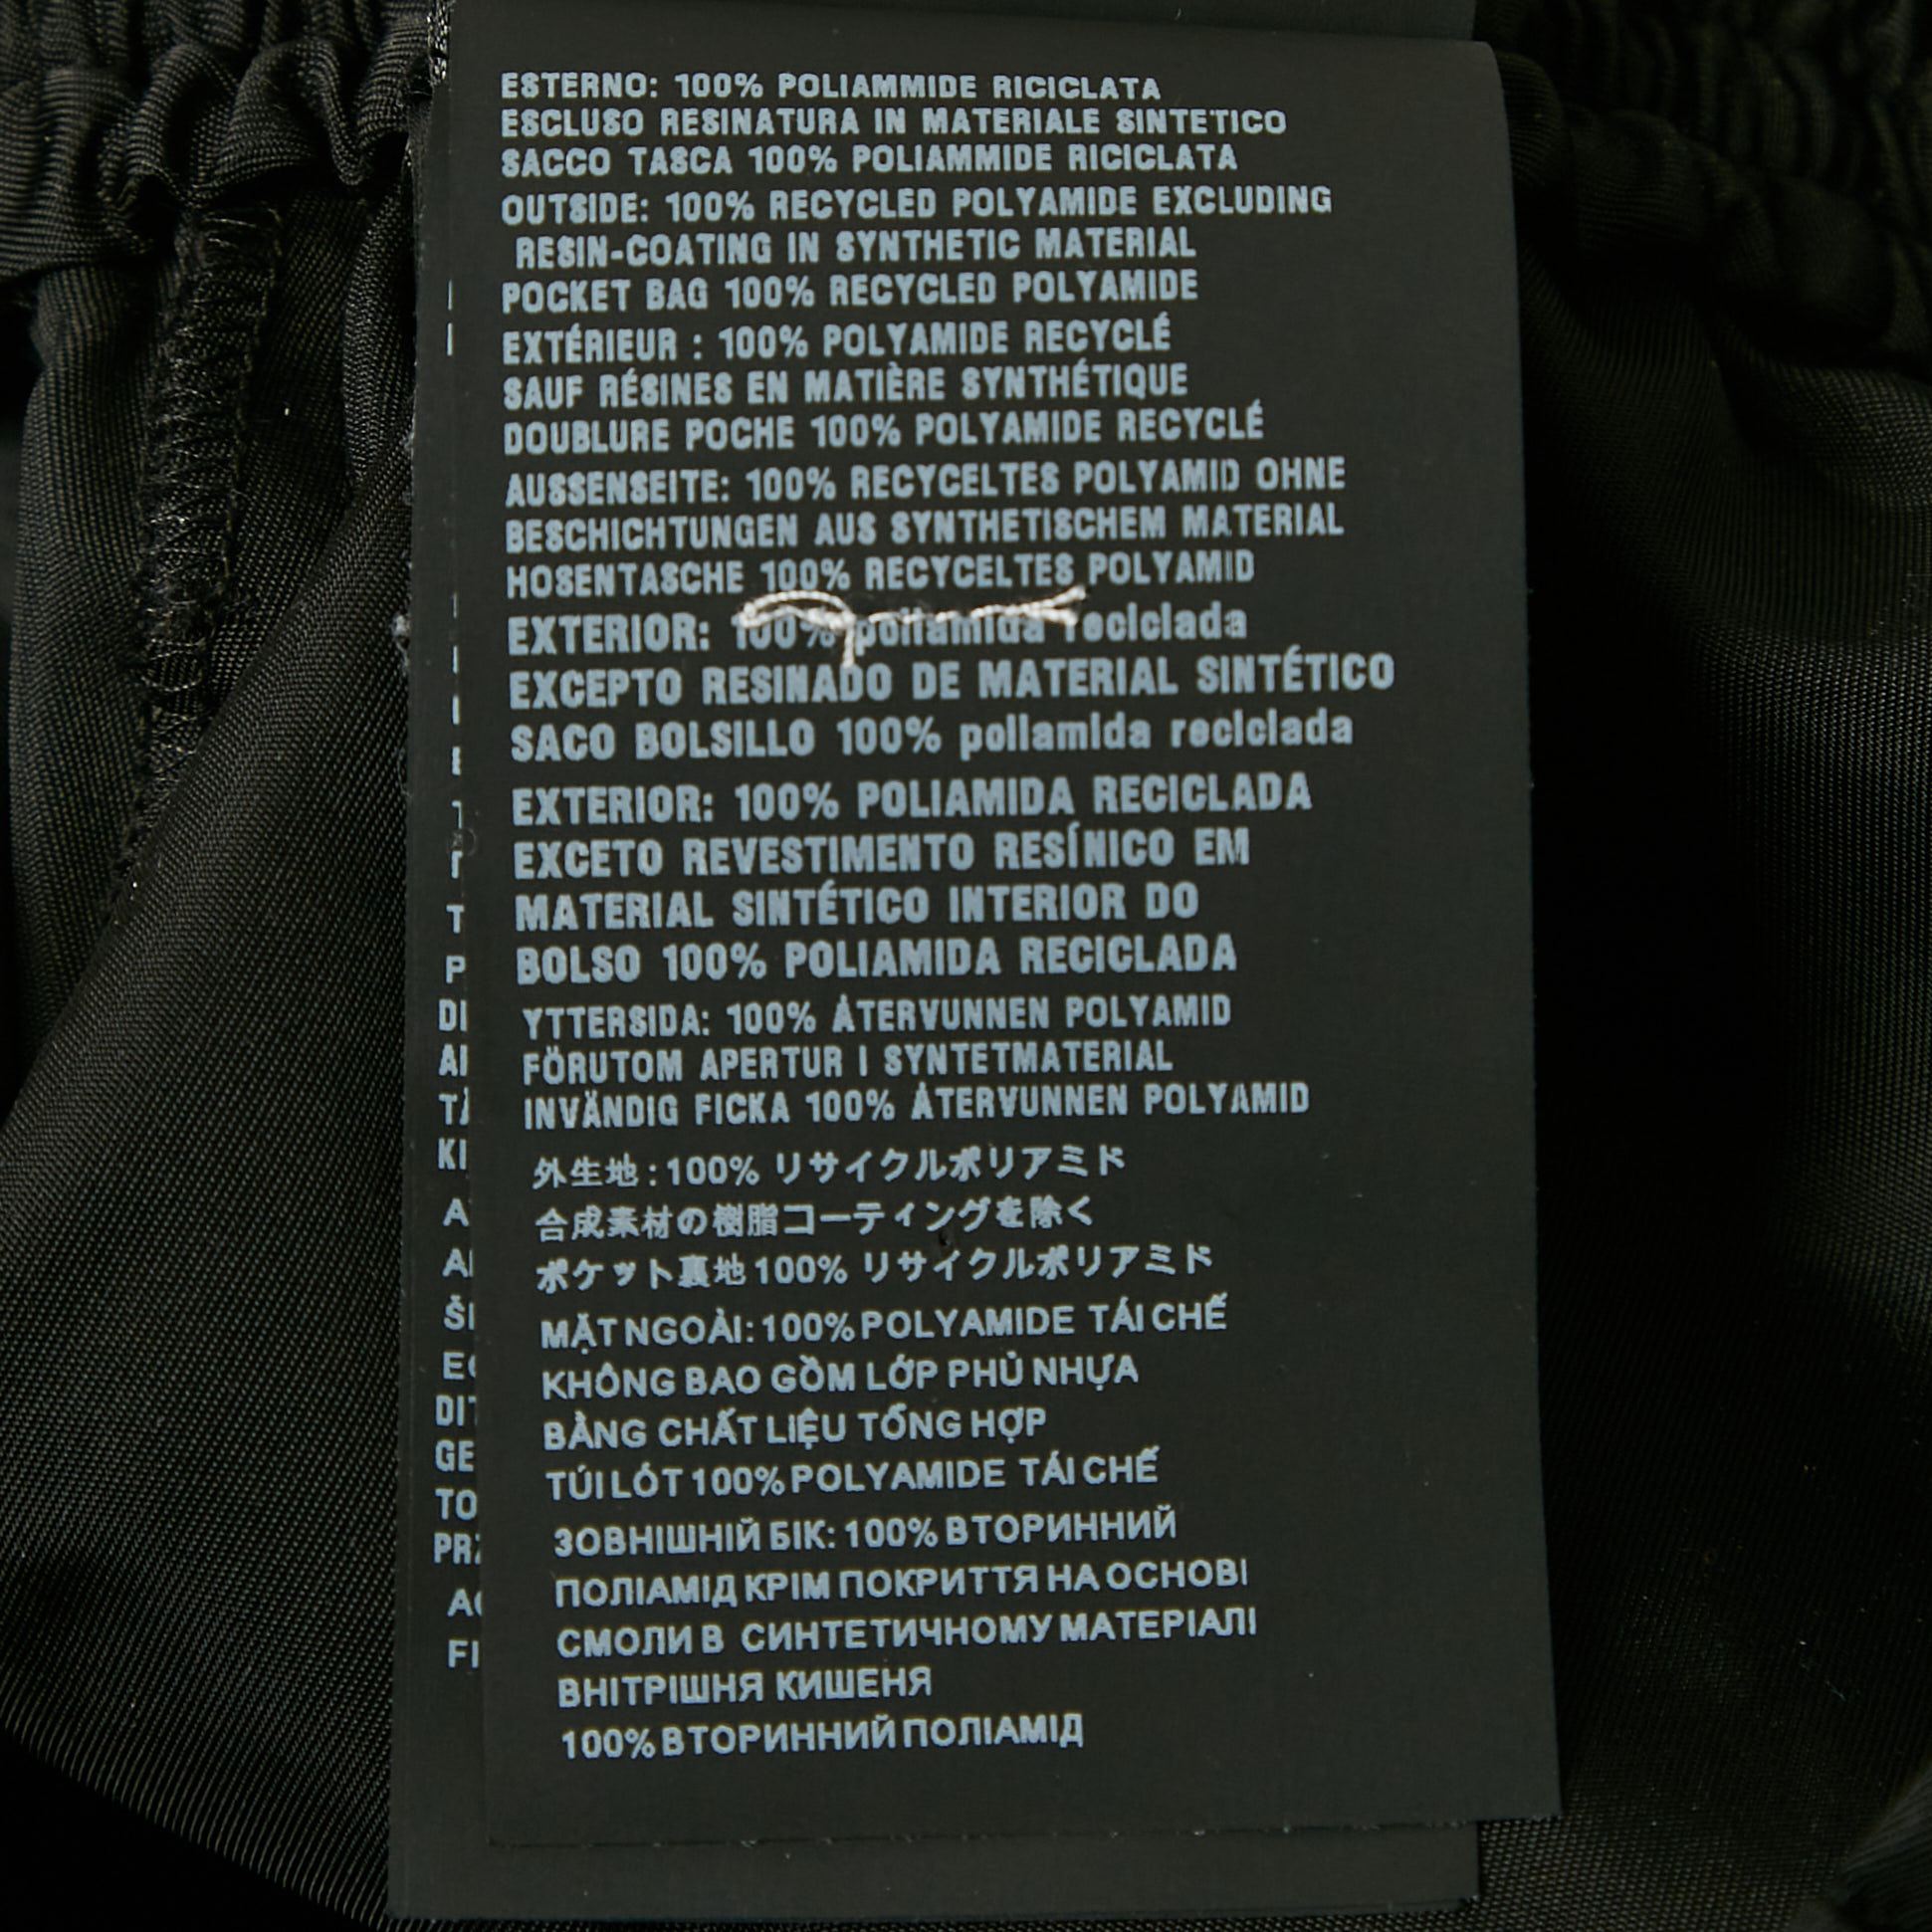 ESTERNO: 100% POLIAMMIDE RICICLATA
ESCLUSO RESINATURA IN MATERIALE SINTETICO
SACCO TASCA 100% POLIAMMIDE RICICLATA
OUTSIDE: 100% RECYCLED POLYAMIDE EXCLUDING
RESIN-COATING IN SYNTHETIC MATERIAL
POCKET BAG 100% RECYCLED POLYAMIDE
EXTÉRIEUR : 100% POLYAMIDE RECYCLÉ
SAUF RÉSINES EN MATIÈRE SYNTHÉTIQUE
DOUBLURE POCHE 100% POLYAMIDE RECYCLÉ
AUSSENSEITE: 100% RECYCELTES POLYAMID OHNE
BESCHICHTUNGEN AUS SYNTHETISCHEM MATERIAL
HOSENTASCHE 100% RECYCELTES POLYAMID
EXTERIOR: 100% poliamida reciclada
EXCEPTO RESINADO DE MATERIAL SINTÉTICO
SACO BOLSILLO 100% poliamida reciclada
EXTERIOR: 100% POLIAMIDA RECICLADA
EXCETO REVESTIMENTO RESÍNICO EM
MATERIAL SINTÉTICO INTERIOR DO
BOLSO 100% POLIAMIDA RECICLADA
YTTERSIDA: 100% ÅTERVUNNEN POLYAMID
FÖRUTOM APERTUR I SYNTETMATERIAL
INVÄNDIG FICKA 100% ÅTERVUNNEN POLYAMID
外生地:100% リサイクルポリアミド
合成素材の樹脂コーティングを除く
ポケット裏地100% リサイクルポリアミド
MẶT NGOÀI: 100% POLYAMIDE TÁI CHẾ
KHÔNG BAO GỒM LỚP PHỦ NHỰA
BẰNG CHẤT LIỆU TỔNG HỢP
TÚI LÓT 100% POLYAMIDE TÁI CHẾ
ЗОВНІШНІЙ БІК: 100% ВТОРИННИЙ
ПОЛІАМІД КРІМ ПОКРИТТЯ НА ОСНОВІ
СМОЛИ В СИНТЕТИЧНОМУ МАТЕРІАЛІ
ВНІТРІШНЯ КИШЕНЯ
100% ВТОРИННИЙ ПОЛІАМІД